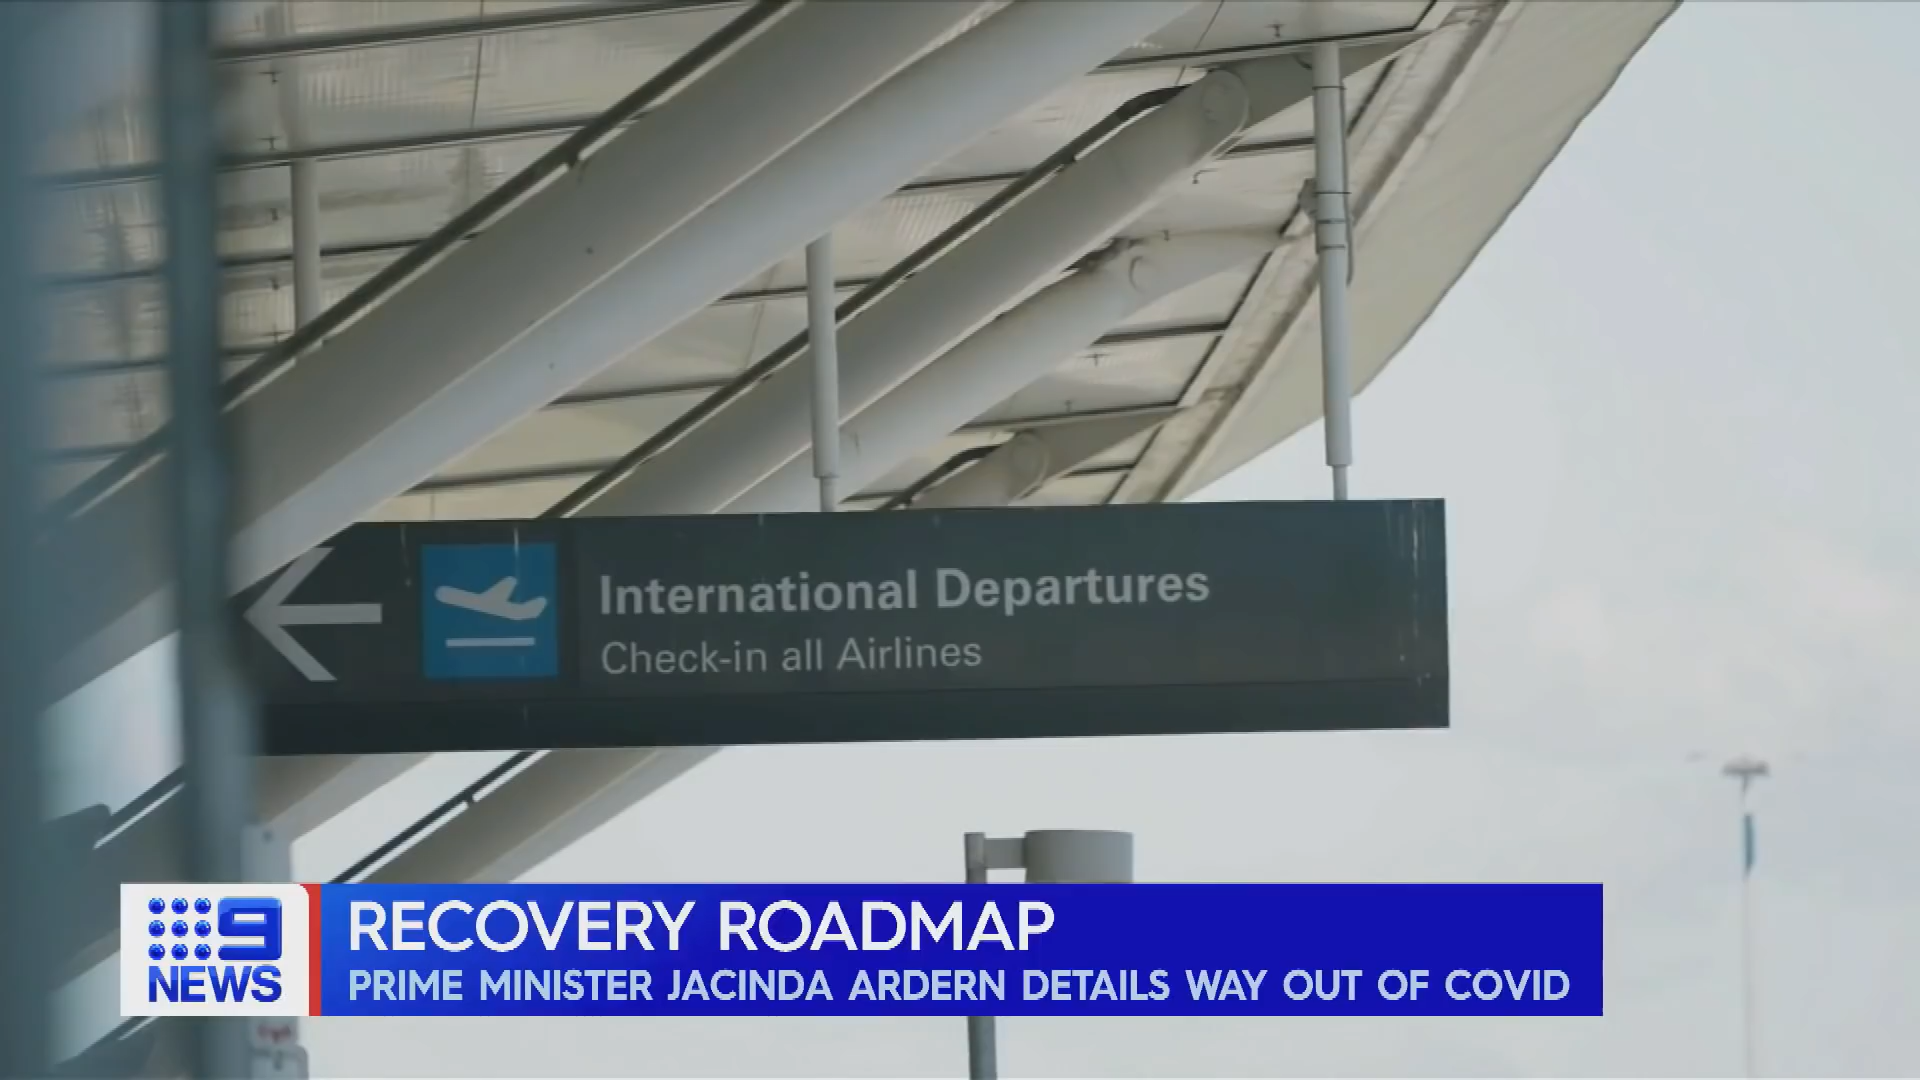 International Departures
Check-in all Airlines
9
NEWS
RECOVERY ROADMAP
PRIME MINISTER JACINDA ARDERN DETAILS WAY OUT OF COVID